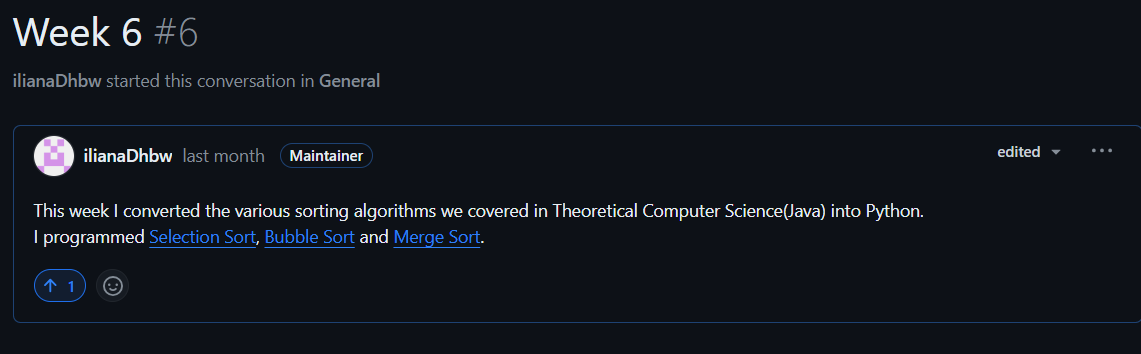 Week 6 #6
ilianaDhbw started this conversation in General
ilianaDhbw last month Maintainer edited
This week I converted the various sorting algorithms we covered in Theoretical Computer Science(Java) into Python.
I programmed Selection Sort, Bubble Sort and Merge Sort.
1